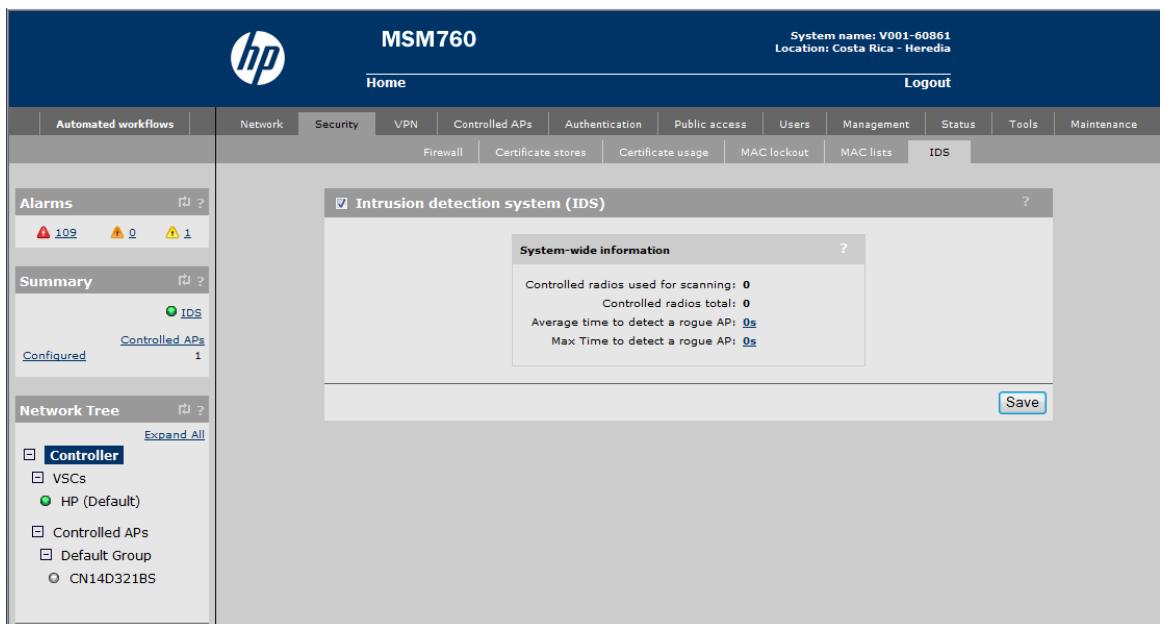 hp
MSM760
System name: V001-60861
Location: Costa Rica - Heredia
Home
Logout
Automated workflows
Network Security VPN Controlled APs Authentication Public access Users Management Status Tools Maintenance
Firewall Certificate stores Certificate usage MAC lockout MAC lists IDS
Alarms ?
109 0 1
Summary ?
IDS
Controlled APs
Configured 1
Network Tree ?
Expand All
Controller
VSCs
HP (Default)
Controlled APs
Default Group
CN14D321BS
Intrusion detection system (IDS) ?
System-wide information ?
Controlled radios used for scanning: 0
Controlled radios total: 0
Average time to detect a rogue AP: 0s
Max Time to detect a rogue AP: 0s
Save